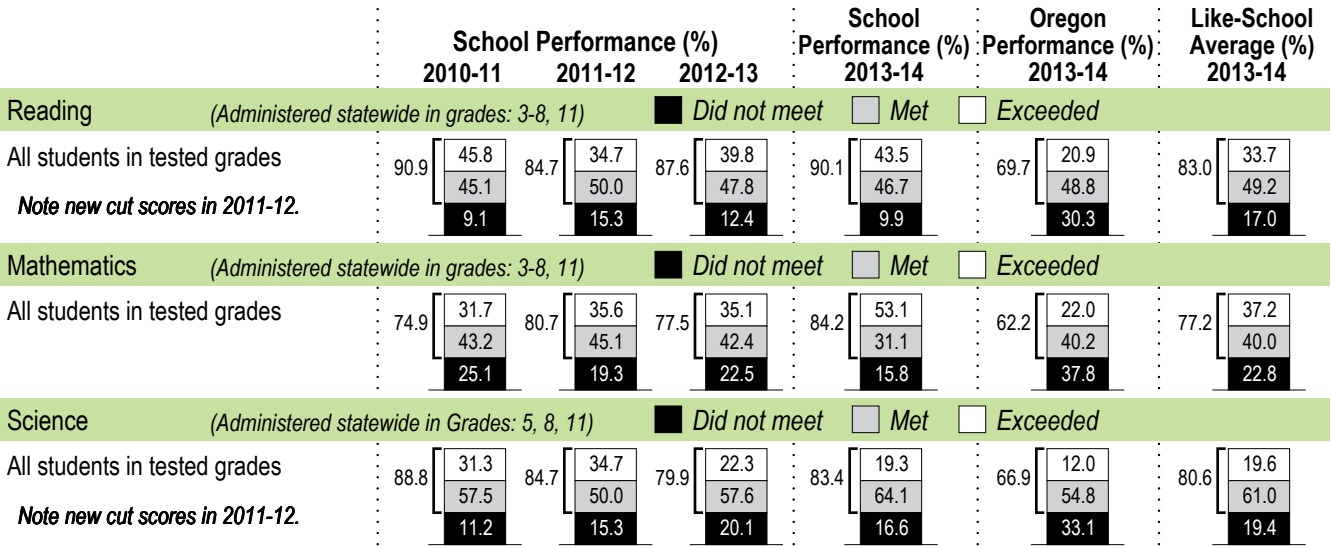 School Performance (%)
2010-11 2011-12 2012-13
School
Performance (%)
2013-14
Oregon
Performance (%)
2013-14
Like-School
Average (%)
2013-14
Reading (Administered statewide in grades: 3-8, 11) Did not meet Met Exceeded
All students in tested grades
Note new cut scores in 2011-12.
90.9 45.8 84.7 34.7 87.6 39.8 90.1 43.5 69.7 20.9 83.0 33.7
45.1 50.0 47.8 46.7 48.8 49.2
9.1 15.3 12.4 9.9 30.3 17.0
Mathematics (Administered statewide in grades: 3-8, 11) Did not meet Met Exceeded
All students in tested grades
74.9 31.7 80.7 35.6 77.5 35.1 84.2 53.1 62.2 22.0 77.2 37.2
43.2 45.1 42.4 31.1 40.2 40.0
25.1 19.3 22.5 15.8 37.8 22.8
Science (Administered statewide in Grades: 5, 8, 11) Did not meet Met Exceeded
All students in tested grades
Note new cut scores in 2011-12.
88.8 31.3 84.7 34.7 79.9 22.3 83.4 19.3 66.9 12.0 80.6 19.6
57.5 50.0 57.6 64.1 54.8 61.0
11.2 15.3 20.1 16.6 33.1 19.4